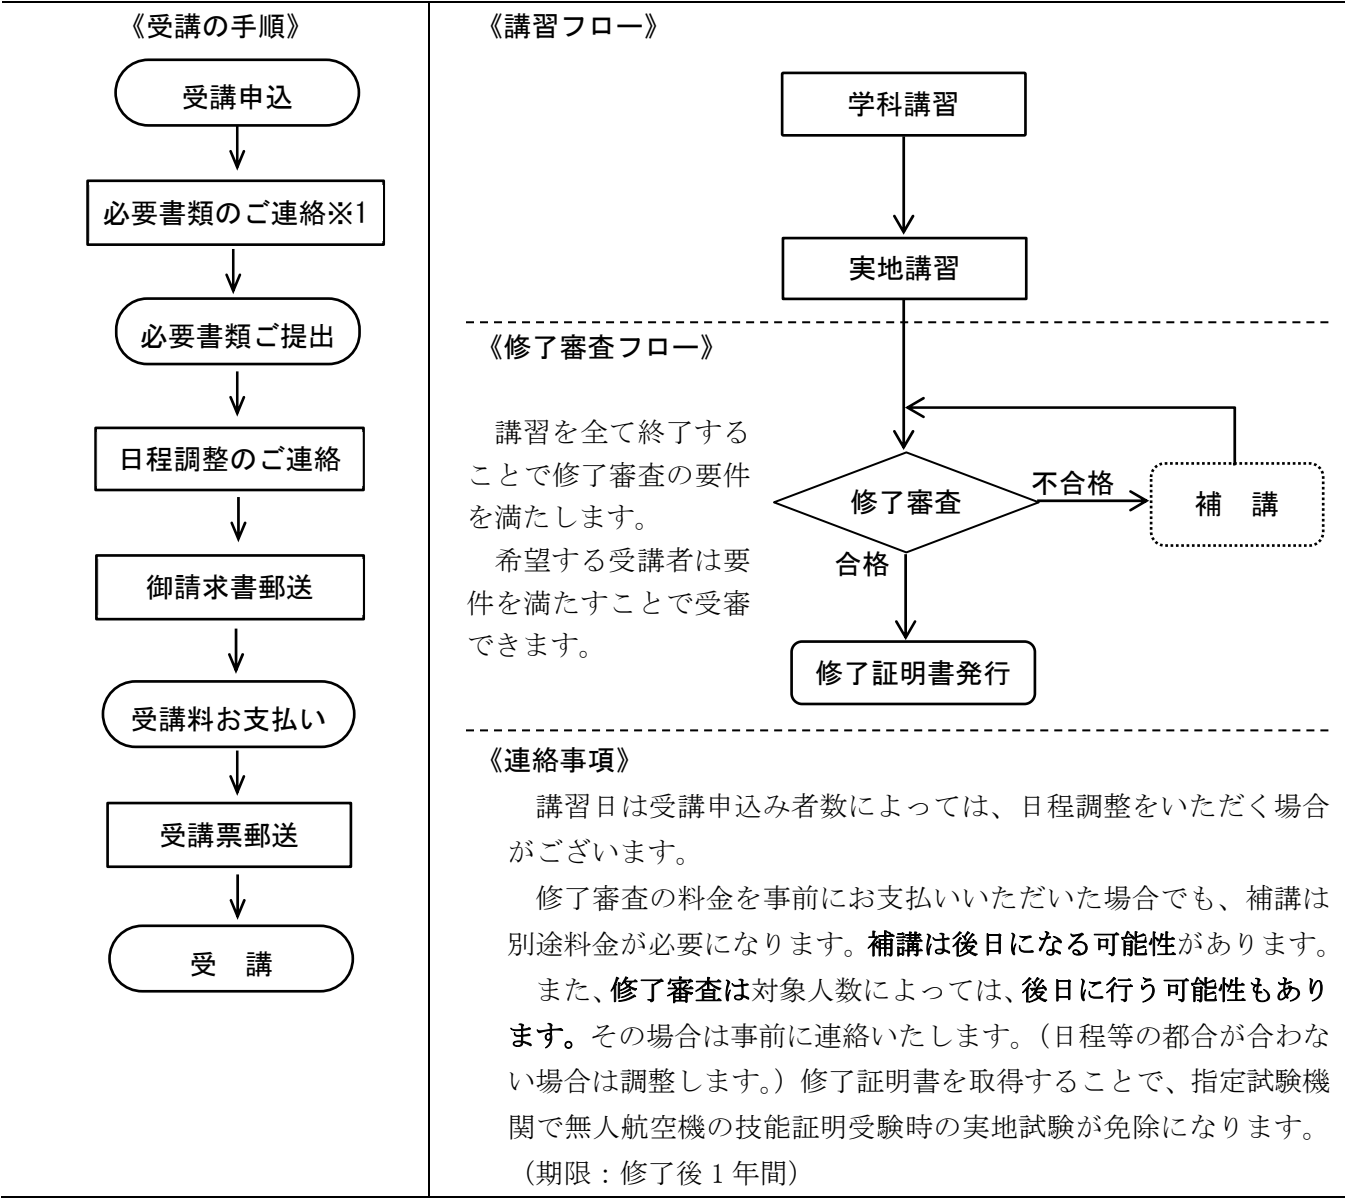 《受講の手順》
受講申込
必要書類のご連絡※1
必要書類ご提出
日程調整のご連絡
御請求書郵送
受講料お支払い
受講票郵送
受　講
《講習フロー》
学科講習
実地講習
《修了審査フロー》
講習を全て終了する
ことで修了審査の要件
を満たします。
希望する受講者は要
件を満たすことで受審
できます。
修了審査
不合格
補　講
合格
修了証明書発行
《連絡事項》
講習日は受講申込み者数によっては、日程調整をいただく場合
がございます。
修了審査の料金を事前にお支払いいただいた場合でも、補講は
別途料金が必要になります。補講は後日になる可能性があります。
また、修了審査は対象人数によっては、後日に行う可能性もあり
ます。その場合は事前に連絡いたします。（日程等の都合が合わな
い場合は調整します。）修了証明書を取得することで、指定試験機
関で無人航空機の技能証明受験時の実地試験が免除になります。
（期限：修了後1年間）